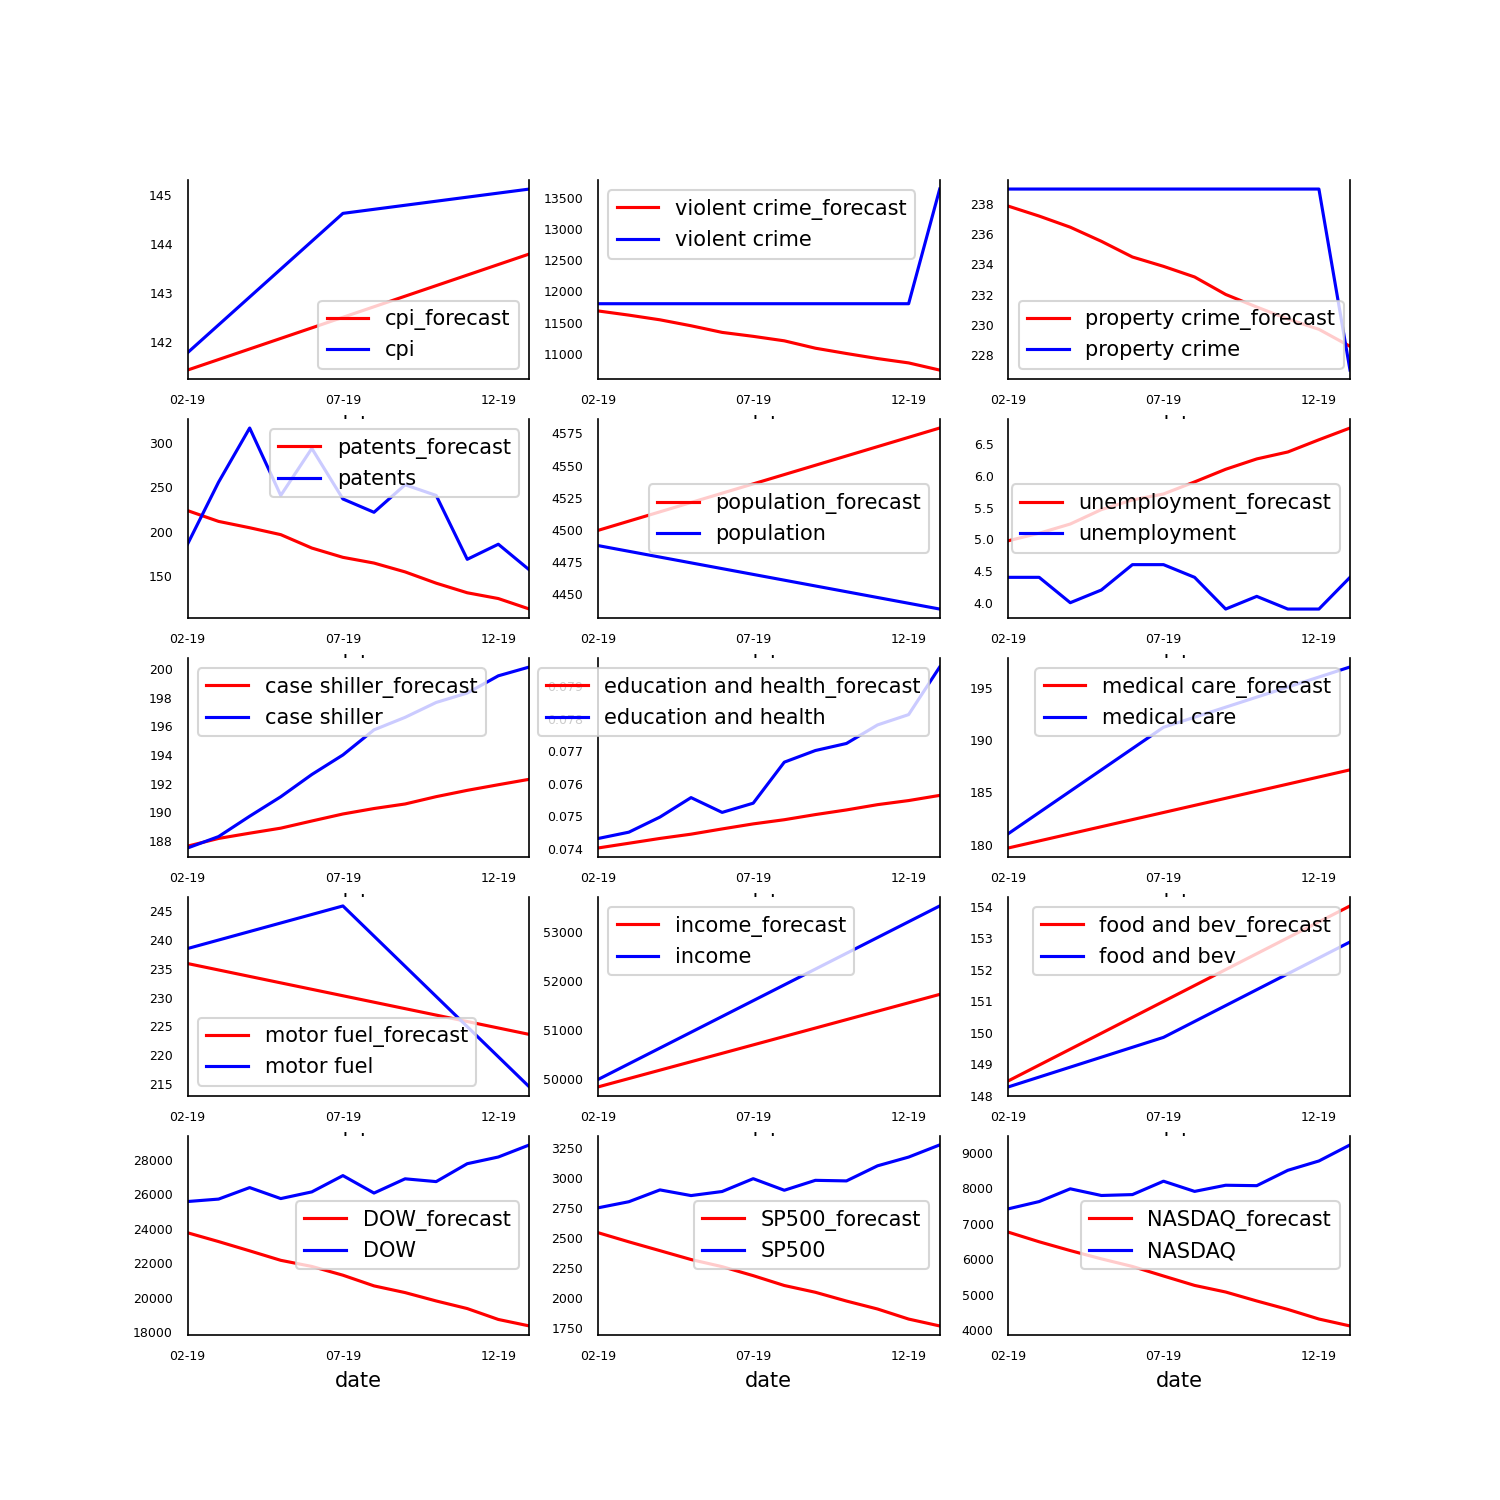 145
144
143
142
cpi_forecast
cpi
02-19 07-19 12-19
13500
13000
12500
12000
11500
11000
violent crime_forecast
violent crime
02-19 07-19 12-19
238
236
234
232
230
228
property crime_forecast
property crime
02-19 07-19 12-19
300
250
200
150
patents_forecast
patents
02-19 07-19 12-19
4575
4550
4525
4500
4475
4450
population_forecast
population
02-19 07-19 12-19
6.5
6.0
5.5
5.0
4.5
4.0
unemployment_forecast
unemployment
02-19 07-19 12-19
200
198
196
194
192
190
188
case shiller_forecast
case shiller
02-19 07-19 12-19
0.079
0.078
0.077
0.076
0.075
0.074
education and health_forecast
education and health
02-19 07-19 12-19
195
190
185
180
medical care_forecast
medical care
02-19 07-19 12-19
245
240
235
230
225
220
215
motor fuel_forecast
motor fuel
02-19 07-19 12-19
53000
52000
51000
50000
income_forecast
income
02-19 07-19 12-19
154
153
152
151
150
149
148
food and bev_forecast
food and bev
02-19 07-19 12-19
28000
26000
24000
22000
20000
18000
DOW_forecast
DOW
02-19 07-19 12-19
date
3250
3000
2750
2500
2250
2000
1750
SP500_forecast
SP500
02-19 07-19 12-19
date
9000
8000
7000
6000
5000
4000
NASDAQ_forecast
NASDAQ
02-19 07-19 12-19
date